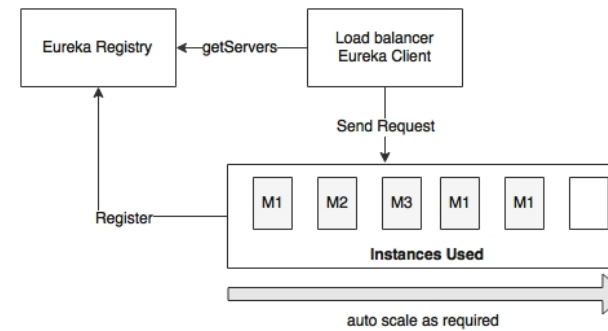 Eureka Registry
getServers
Load balancer
Eureka Client
Send Request
M1
M2
M3
M1
M1
Register
Instances Used
auto scale as required